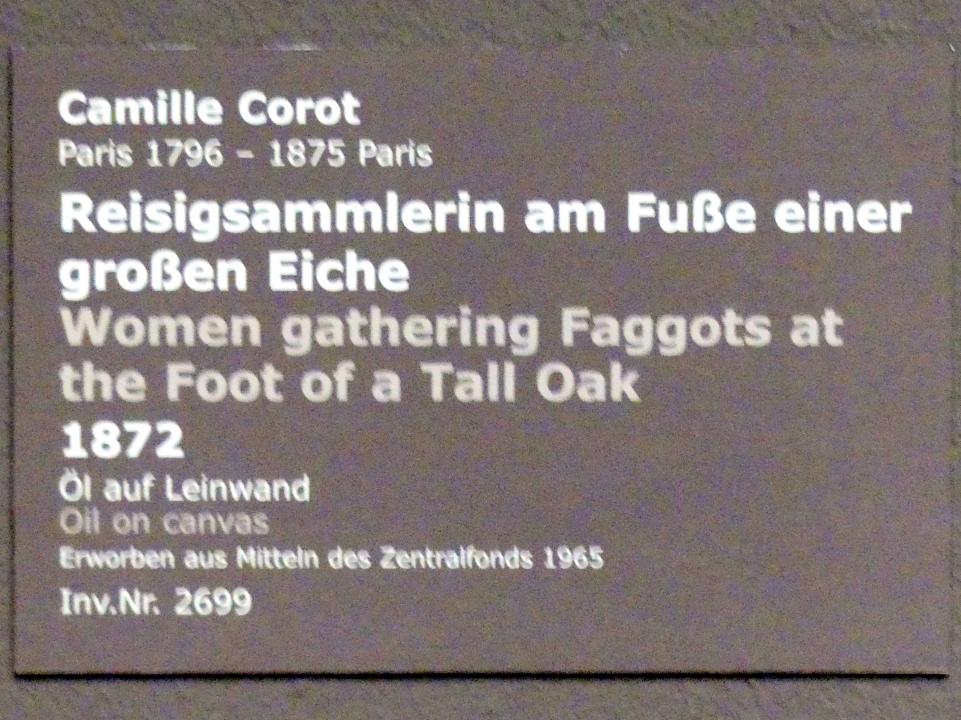 Camille Corot
Paris 1796 – 1875 Paris
Reisigsammlerin am Fuße einer
großen Eiche
Women gathering Faggots at
the Foot of a Tall Oak
1872
Öl auf Leinwand
Oil on canvas
Erworben aus Mitteln des Zentralfonds 1965
Inv.Nr. 2699